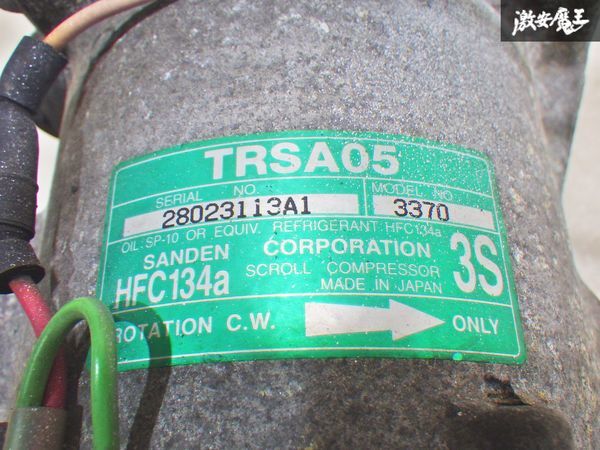 激安魔王
TRSA05
SERIAL NO. MODEL NO.
28023113A1 3370
OIL: SP-10 OR EQUIV. REFRIGERANT: HFC134a
SANDEN CORPORATION 3S
HFC134a SCROLL COMPRESSOR
MADE IN JAPAN
ROTATION C.W. ONLY